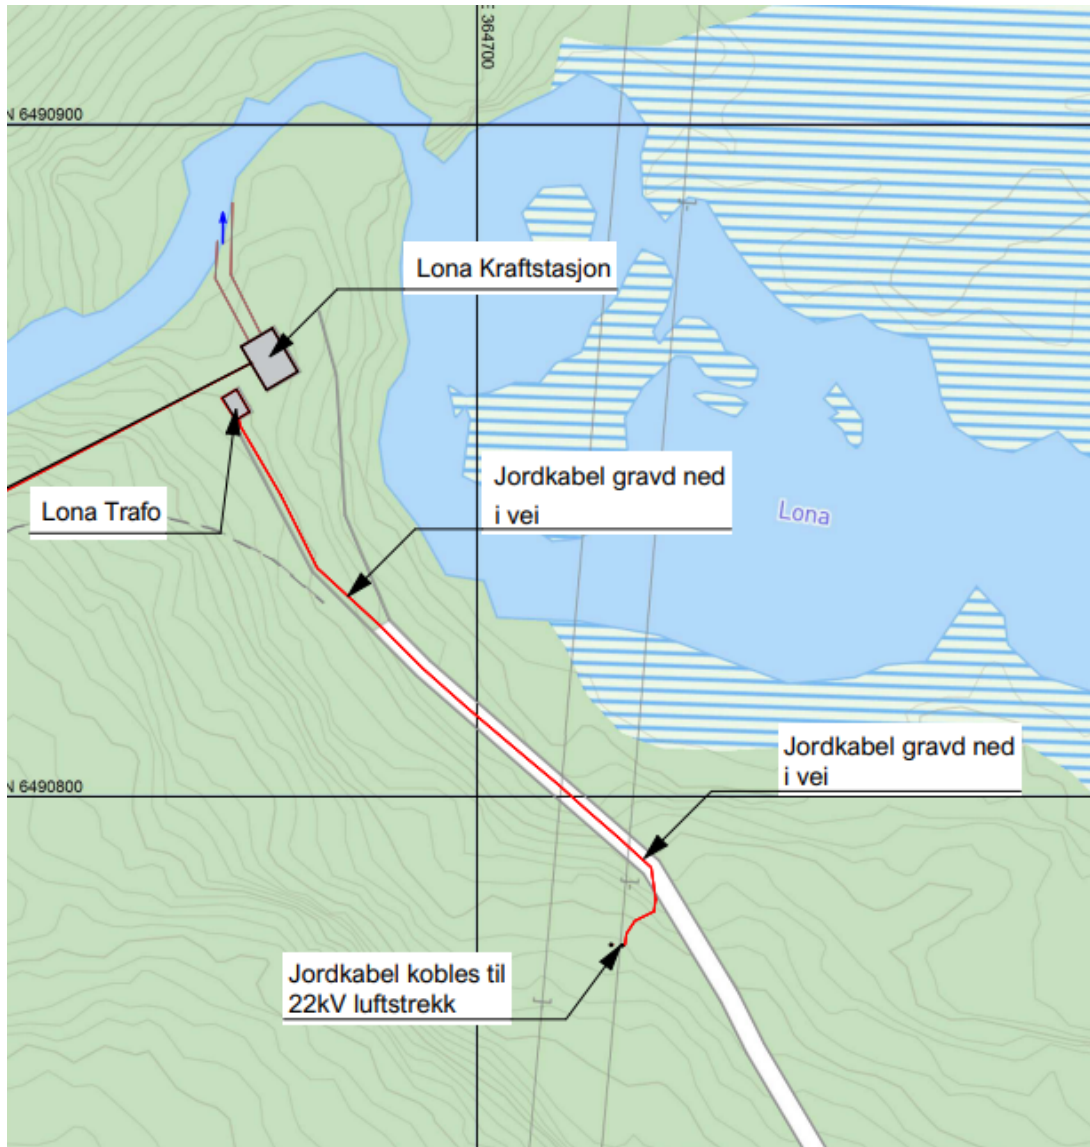 E 364700
N 6490900
Lona Kraftstasjon
Jordkabel gravd ned
i vei
Lona Trafo
Lona
Jordkabel gravd ned
i vei
N 6490800
Jordkabel kobles til
22kV luftstrekk